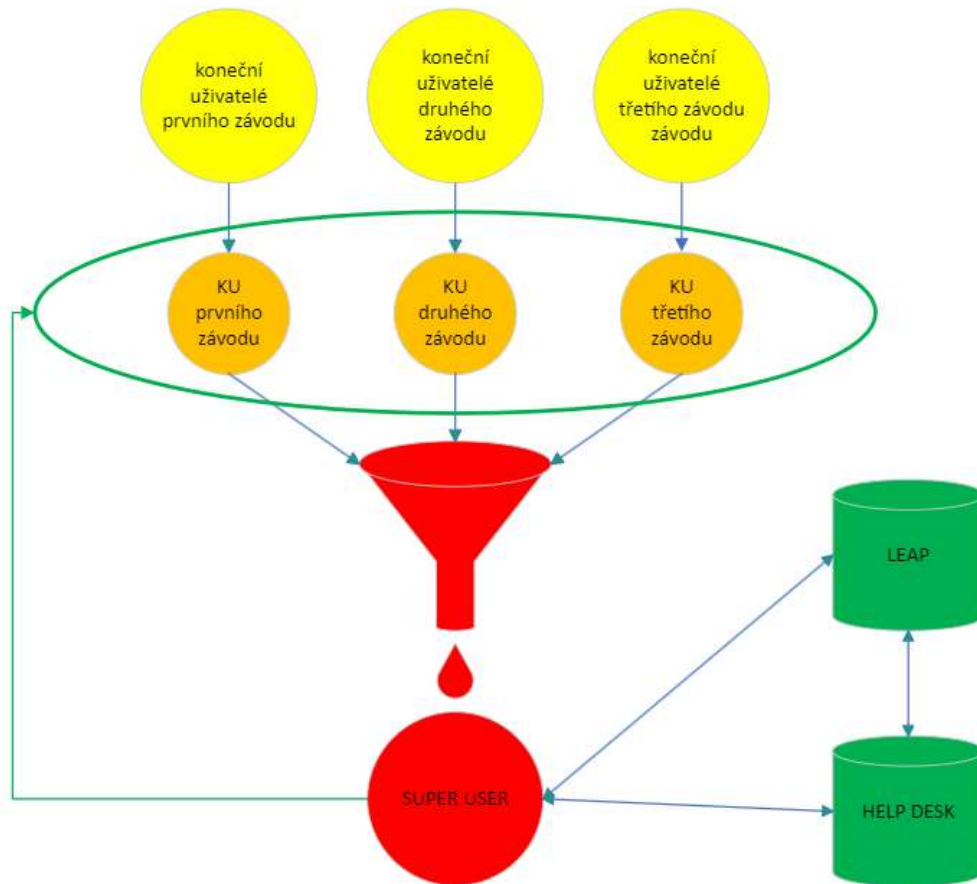 koneční
uživatelé
prvního závodu
koneční
uživatelé
druhého
závodu
koneční
uživatelé
třetího závodu
závodu
KU
prvního
závodu
KU
druhého
závodu
KU
třetího
závodu
LEAP
SUPER USER
HELP DESK